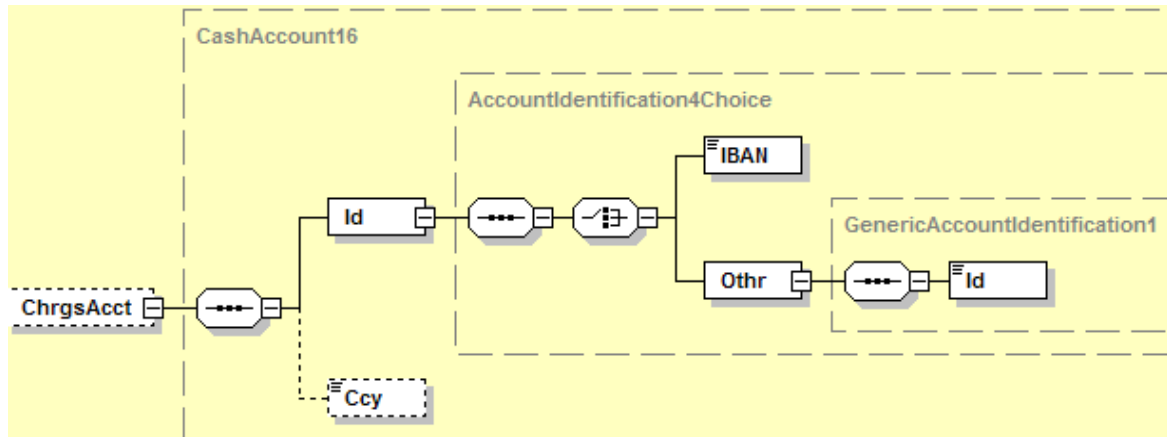 CashAccount16
AccountIdentification4Choice
IBAN
Id
GenericAccountIdentification1
Othr
Id
ChrgsAcct
Ccy